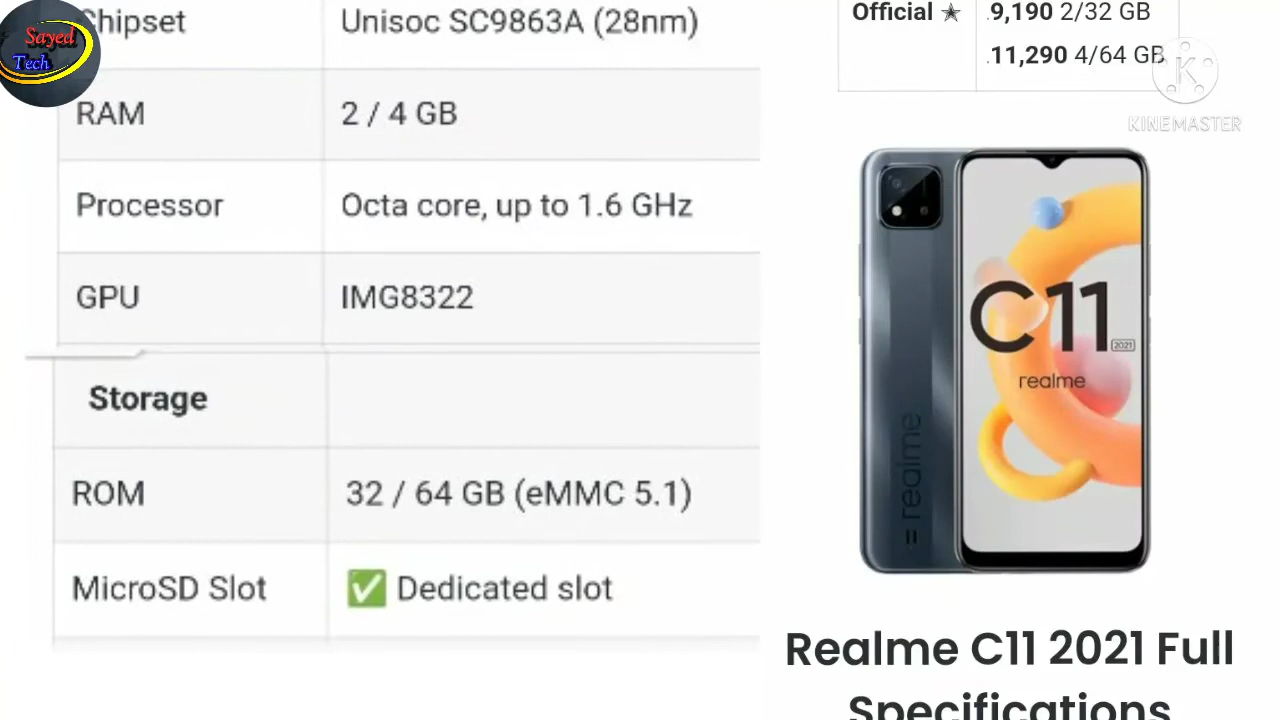 Sayed
Tech
Chipset Unisoc SC9863A (28nm)
RAM 2 / 4 GB
Processor Octa core, up to 1.6 GHz
GPU IMG8322
Storage
ROM 32 / 64 GB (eMMC 5.1)
MicroSD Slot ✅ Dedicated slot
Official ★ .9,190 2/32 GB
.11,290 4/64 GB
K
KINEMASTER
C11
2021
realme
realme
Realme C11 2021 Full
Specifications